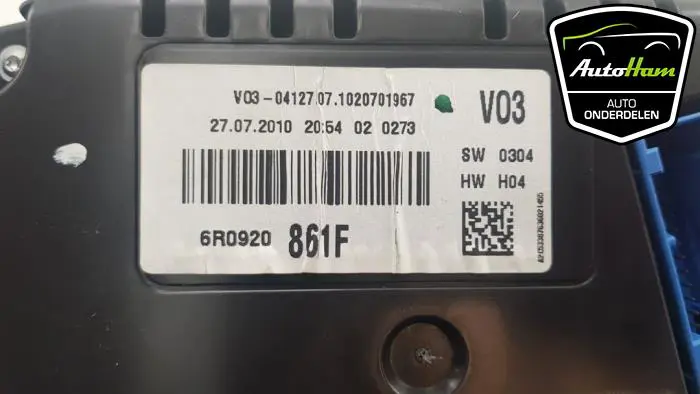 V03-04127.07.1020701967
27.07.2010 20:54 02 0273
V03
SW 0304
HW H04
6R0920 861F
A2C53387636021455
AutoHam
AUTO
ONDERDELEN